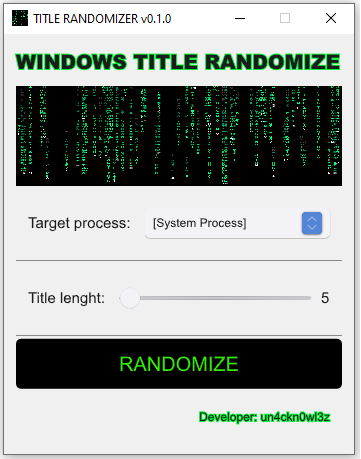 TITLE RANDOMIZER v0.1.0
WINDOWS TITLE RANDOMIZE
Target process: [System Process]
Title lenght: 5
RANDOMIZE
Developer: un4ckn0wl3z